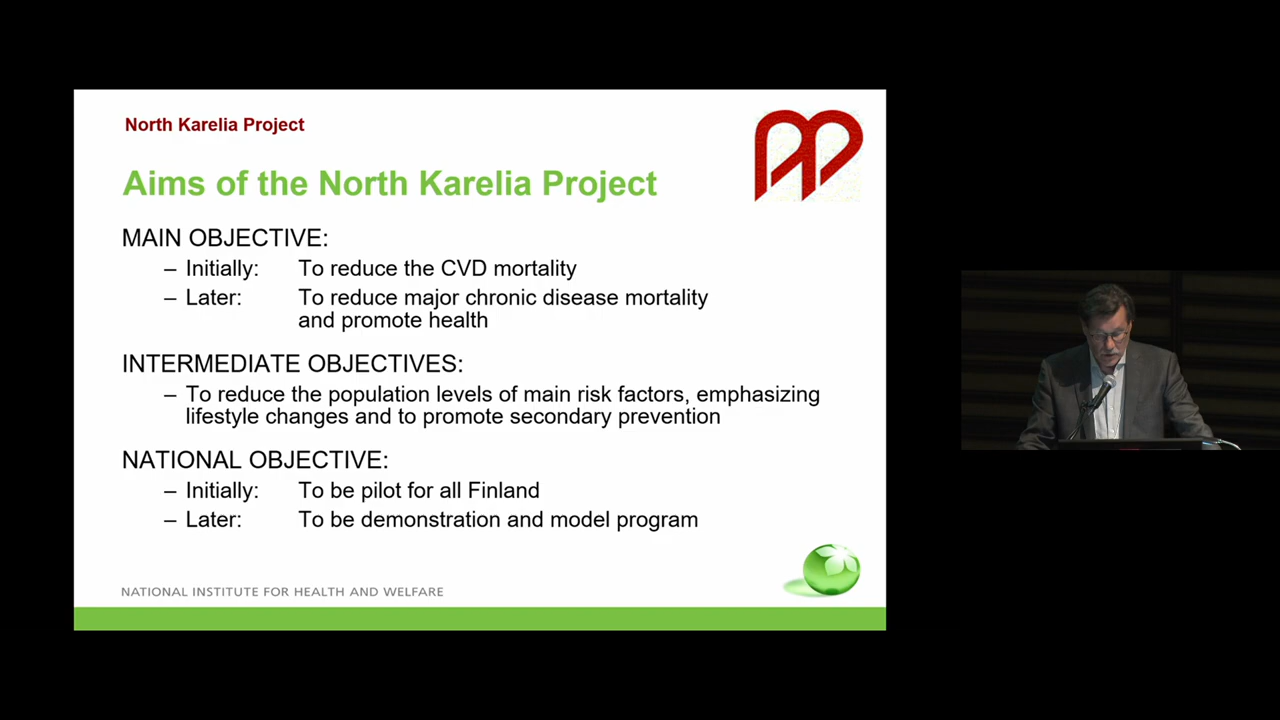 North Karelia Project
Aims of the North Karelia Project
MAIN OBJECTIVE:
– Initially: To reduce the CVD mortality
– Later: To reduce major chronic disease mortality
and promote health
INTERMEDIATE OBJECTIVES:
– To reduce the population levels of main risk factors, emphasizing
lifestyle changes and to promote secondary prevention
NATIONAL OBJECTIVE:
– Initially: To be pilot for all Finland
– Later: To be demonstration and model program
NATIONAL INSTITUTE FOR HEALTH AND WELFARE